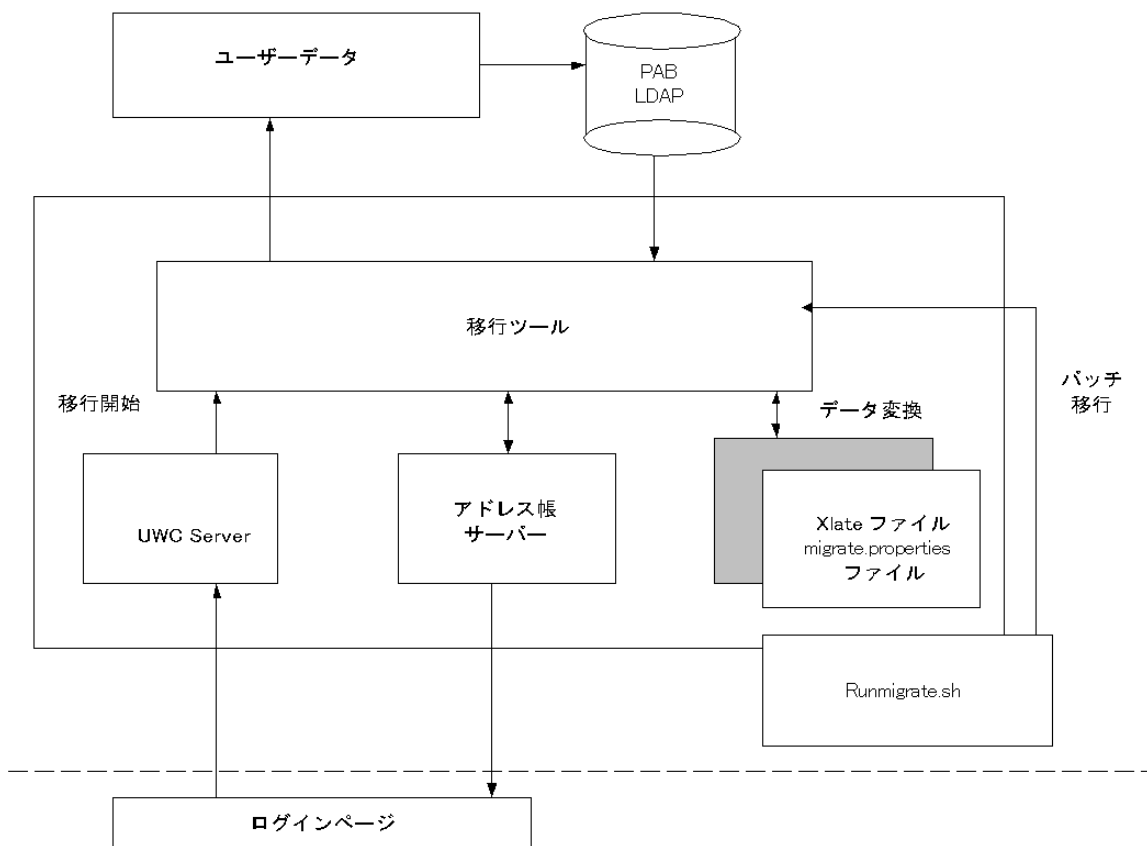 ユーザーデータ
PAB
LDAP
移行ツール
移行開始
データ変換
パッチ
移行
UWC Server
アドレス帳
サーバー
Xlate ファイル
migrate.properties
ファイル
Runmigrate.sh
ログインページ